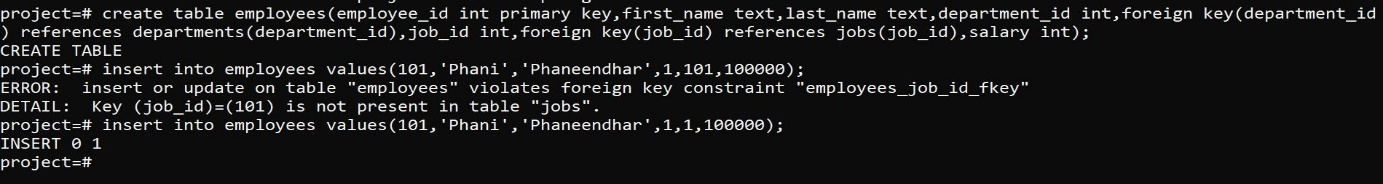 project=# create table employees(employee_id int primary key,first_name text,last_name text,department_id int,foreign key(department_id
) references departments(department_id),job_id int,foreign key(job_id) references jobs(job_id),salary int);
CREATE TABLE
project=# insert into employees values(101,'Phani','Phaneendhar',1,101,100000);
ERROR:  insert or update on table "employees" violates foreign key constraint "employees_job_id_fkey"
DETAIL:  Key (job_id)=(101) is not present in table "jobs".
project=# insert into employees values(101,'Phani','Phaneendhar',1,1,100000);
INSERT 0 1
project=#